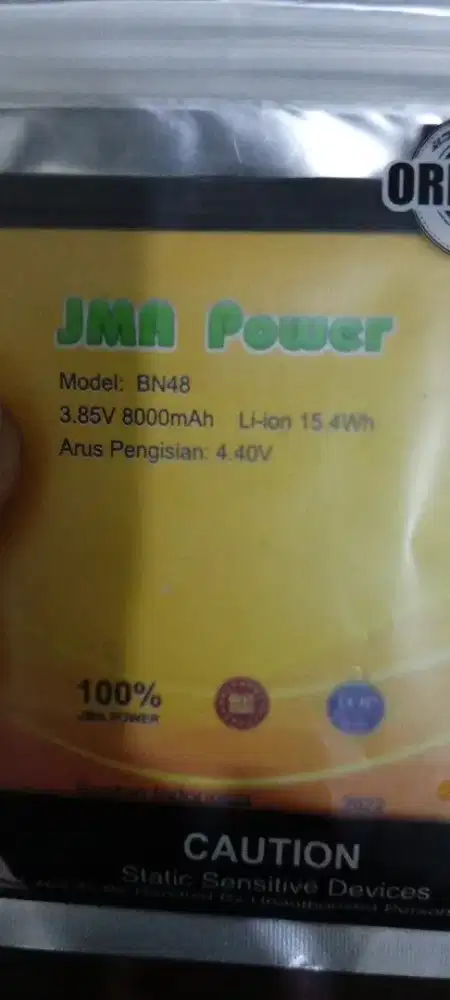 JMA Power
Model: BN48
3.85V 8000mAh Li-ion 15.4Wh
Arus Pengisian: 4.40V
100%
JMA POWER
2022
CAUTION
Static Sensitive Devices